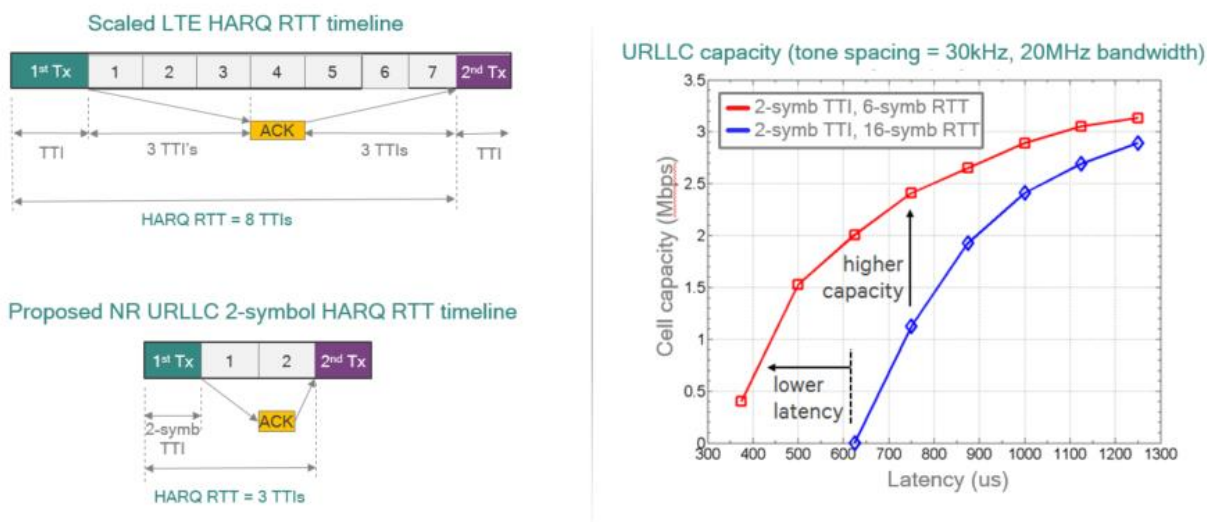 Scaled LTE HARQ RTT timeline
1st Tx 1 2 3 4 5 6 7 2nd Tx
ACK
TTI 3 TTI's 3 TTIs TTI
HARQ RTT = 8 TTIs
Proposed NR URLLC 2-symbol HARQ RTT timeline
1st Tx 1 2 2nd Tx
ACK
2-symb
TTI
HARQ RTT = 3 TTIs
URLLC capacity (tone spacing = 30kHz, 20MHz bandwidth)
2-symb TTI, 6-symb RTT
2-symb TTI, 16-symb RTT
Cell capacity (Mbps)
3.5
3
2.5
2
1.5
1
0.5
0
higher
capacity
lower
latency
300 400 500 600 700 800 900 1000 1100 1200 1300
Latency (us)